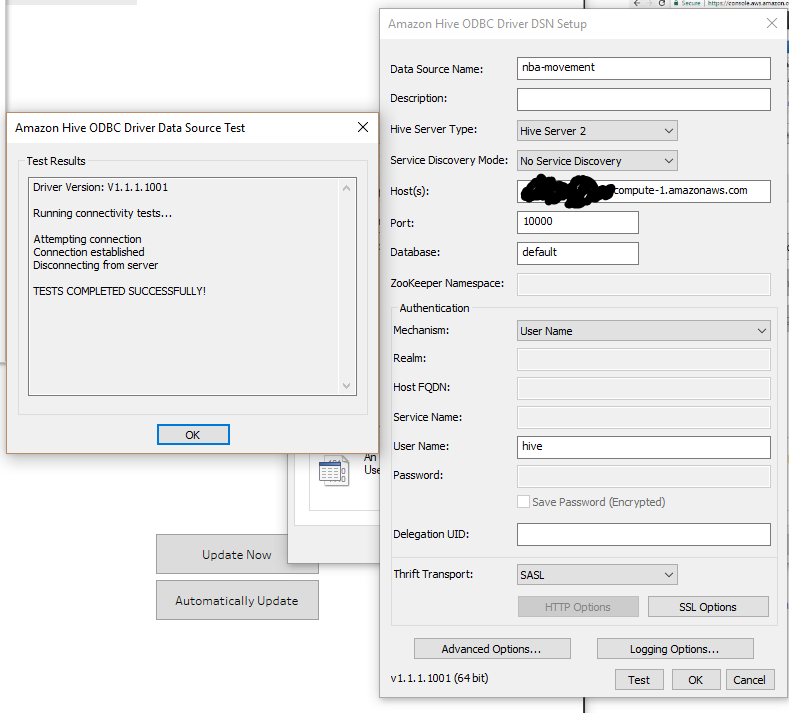 Secure
https://console.aws.amazon.c
Amazon Hive ODBC Driver DSN Setup
Data Source Name:
nba-movement
Description:
Hive Server Type:
Hive Server 2
Service Discovery Mode:
No Service Discovery
Host(s):
compute-1.amazonaws.com
Port:
10000
Database:
default
ZooKeeper Namespace:
Authentication
Mechanism:
User Name
Realm:
Host FQDN:
Service Name:
User Name:
hive
Password:
Save Password (Encrypted)
Delegation UID:
Thrift Transport:
SASL
HTTP Options
SSL Options
Advanced Options...
Logging Options...
v1.1.1.1001 (64 bit)
Test
OK
Cancel
Amazon Hive ODBC Driver Data Source Test
Test Results
Driver Version: V1.1.1.1001
Running connectivity tests...
Attempting connection
Connection established
Disconnecting from server
TESTS COMPLETED SUCCESSFULLY!
OK
An
Use
Update Now
Automatically Update